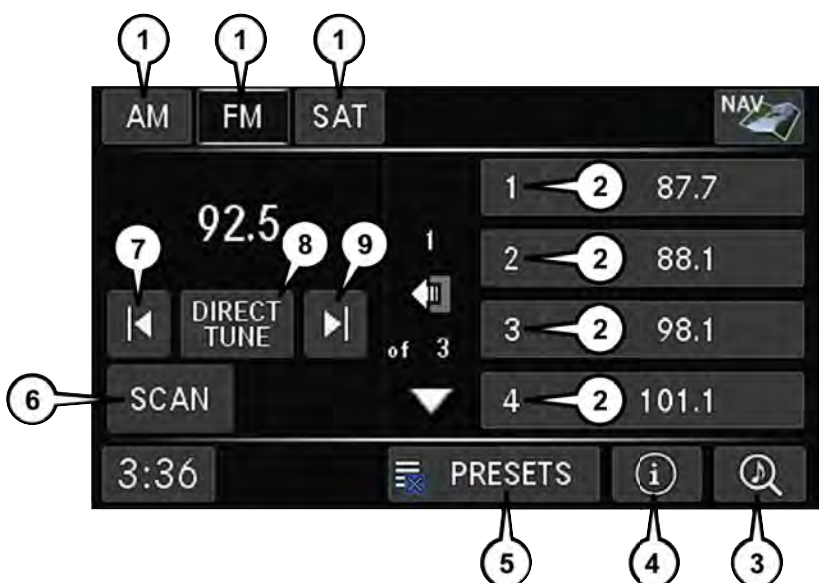 1 1 1
AM FM SAT NAV
1 2 87.7
92.5
7 8 9 1
2 2 88.1
DIRECT
TUNE
of 3
3 2 98.1
6 SCAN
4 2 101.1
3:36 PRESETS i
5 4 3